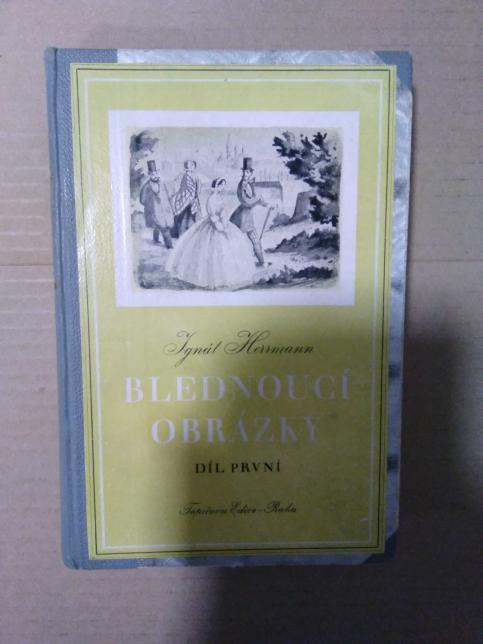 Ignát Herrmann
BLEDNOUCÍ
OBRÁZKY
DÍL PRVNÍ
Topičova Edice - Praha